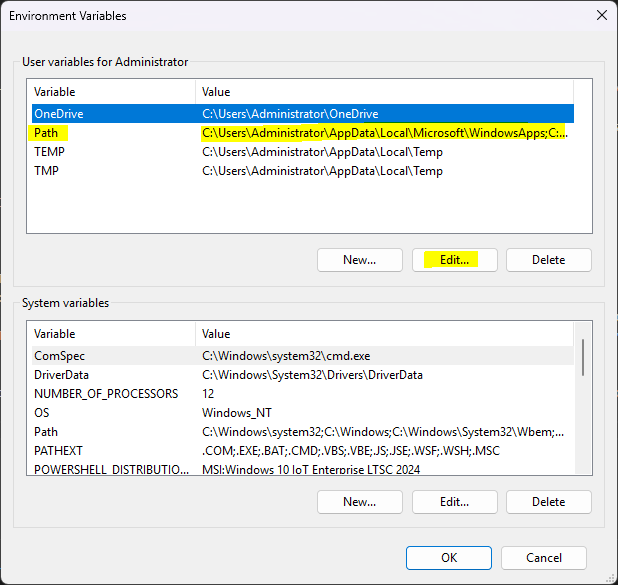 Environment Variables
User variables for Administrator
Variable Value
OneDrive C:\Users\Administrator\OneDrive
Path C:\Users\Administrator\AppData\Local\Microsoft\WindowsApps;C:...
TEMP C:\Users\Administrator\AppData\Local\Temp
TMP C:\Users\Administrator\AppData\Local\Temp
New... Edit... Delete
System variables
Variable Value
ComSpec C:\Windows\system32\cmd.exe
DriverData C:\Windows\System32\Drivers\DriverData
NUMBER_OF_PROCESSORS 12
OS Windows_NT
Path C:\Windows\system32;C:\Windows;C:\Windows\System32\Wbem;...
PATHEXT .COM;.EXE;.BAT;.CMD;.VBS;.VBE;.JS;.JSE;.WSF;.WSH;.MSC
POWERSHELL_DISTRIBUTIO... MSI:Windows 10 IoT Enterprise LTSC 2024
New... Edit... Delete
OK Cancel